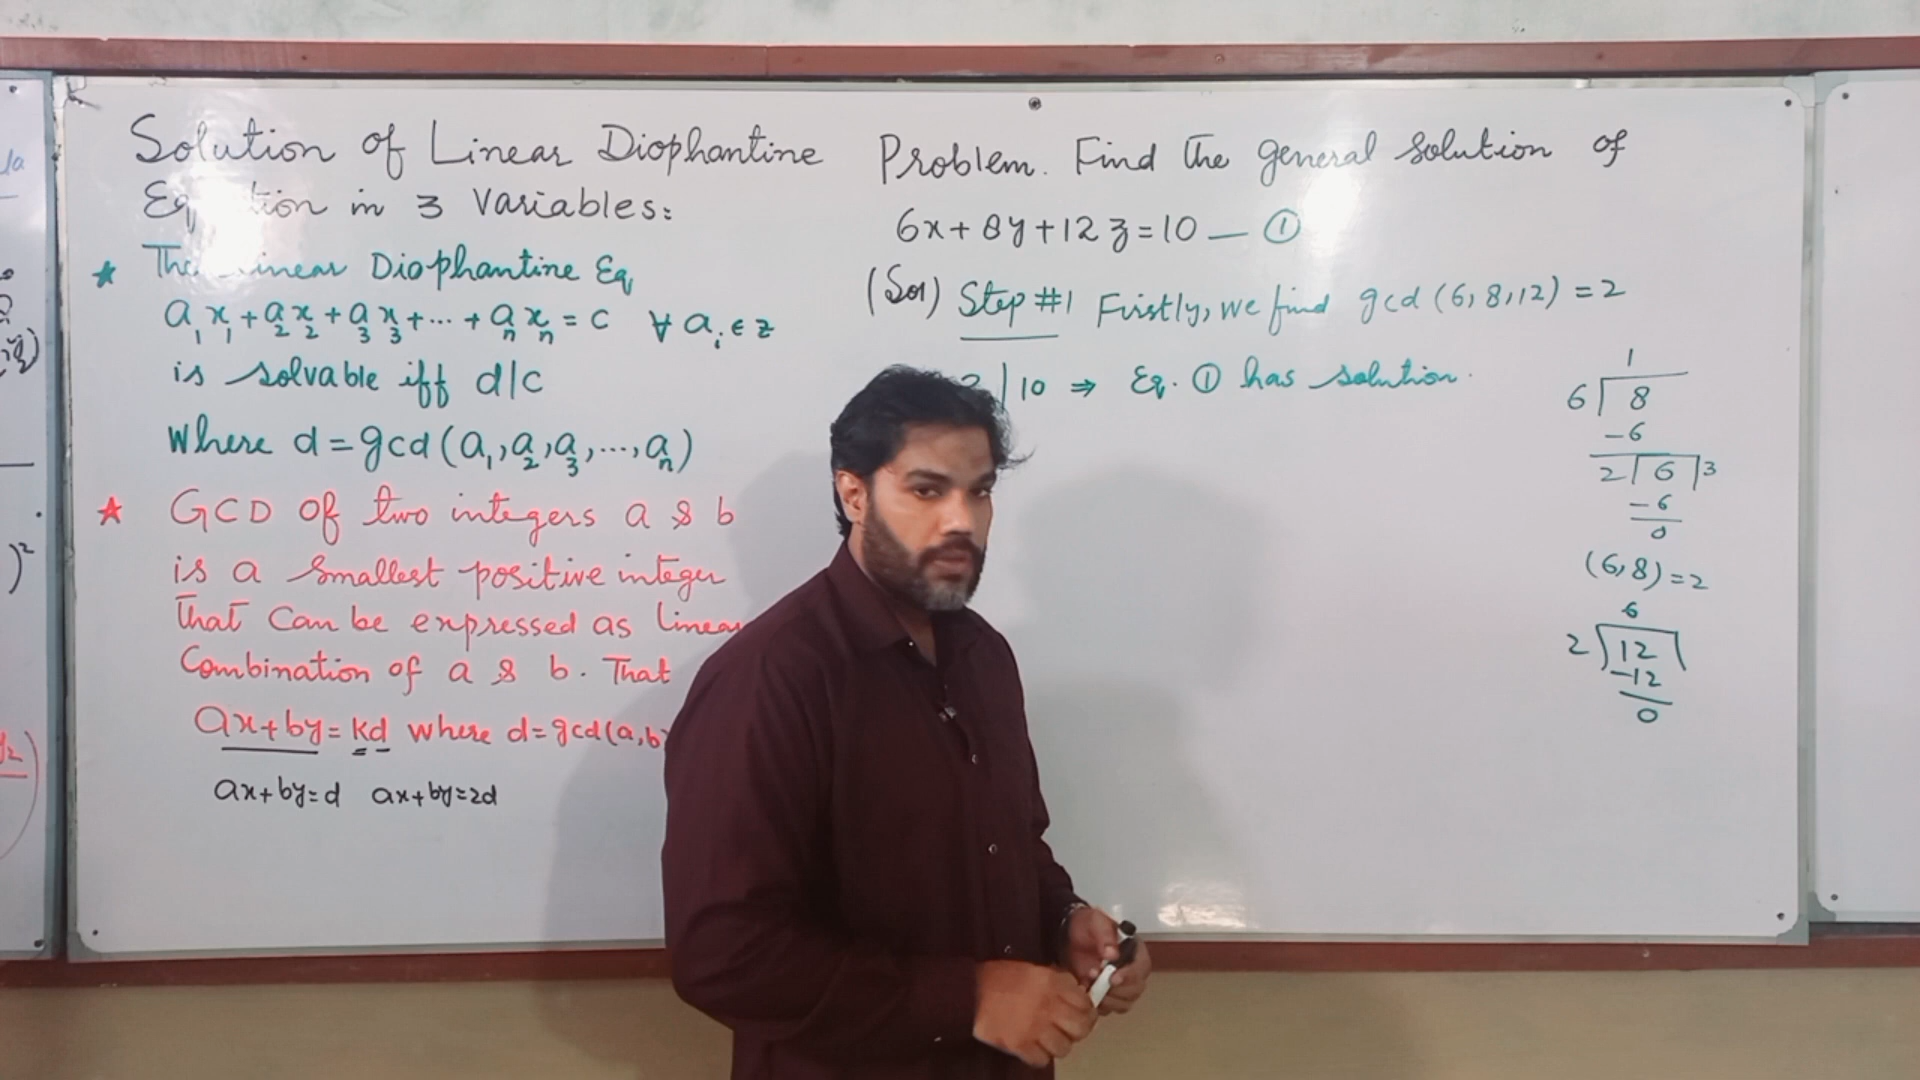 Solution of Linear Diophantine
Eq tion in 3 Variables:
★ The Linear Diophantine Eq
a₁x₁+a₂x₂+a₃x₃+...+aₙxₙ=c ∀ aᵢ∈z
is solvable iff d|c
Where d=gcd(a₁,a₂,a₃,...,aₙ)
★ GCD of two integers a & b
is a smallest positive integer
That Can be expressed as linear
Combination of a & b. That
ax+by=kd where d=gcd(a,b
ax+by=d ax+by=2d
Problem. Find the general solution of
6x+8y+12z=10 — ①
(Sol) Step #1 Firstly, we find gcd (6,8,12)=2
2|10 ⇒ Eq. ① has solution.
1
6 8
-6
2 6 3
-6
0
(6,8)=2
6
2 12
-12
0
)²